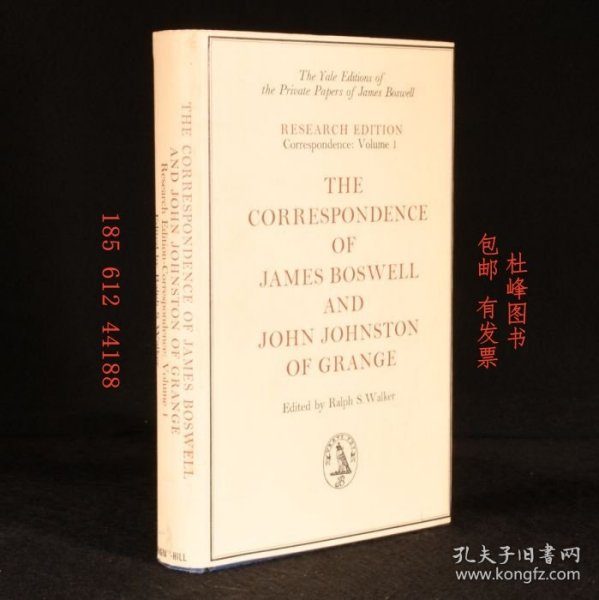 The Yale Editions of
the Private Papers of James Boswell
RESEARCH EDITION
Correspondence: Volume 1
THE
CORRESPONDENCE
OF
JAMES BOSWELL
AND
JOHN JOHNSTON
OF GRANGE
Edited by Ralph S. Walker
THE CORRESPONDENCE OF JAMES BOSWELL
AND JOHN JOHNSTON OF GRANGE
Research Edition-Correspondence: Volume 1
HILL
185 612 44188
杜峰图书
包邮 有发票
孔夫子旧书网
www.kongfz.com